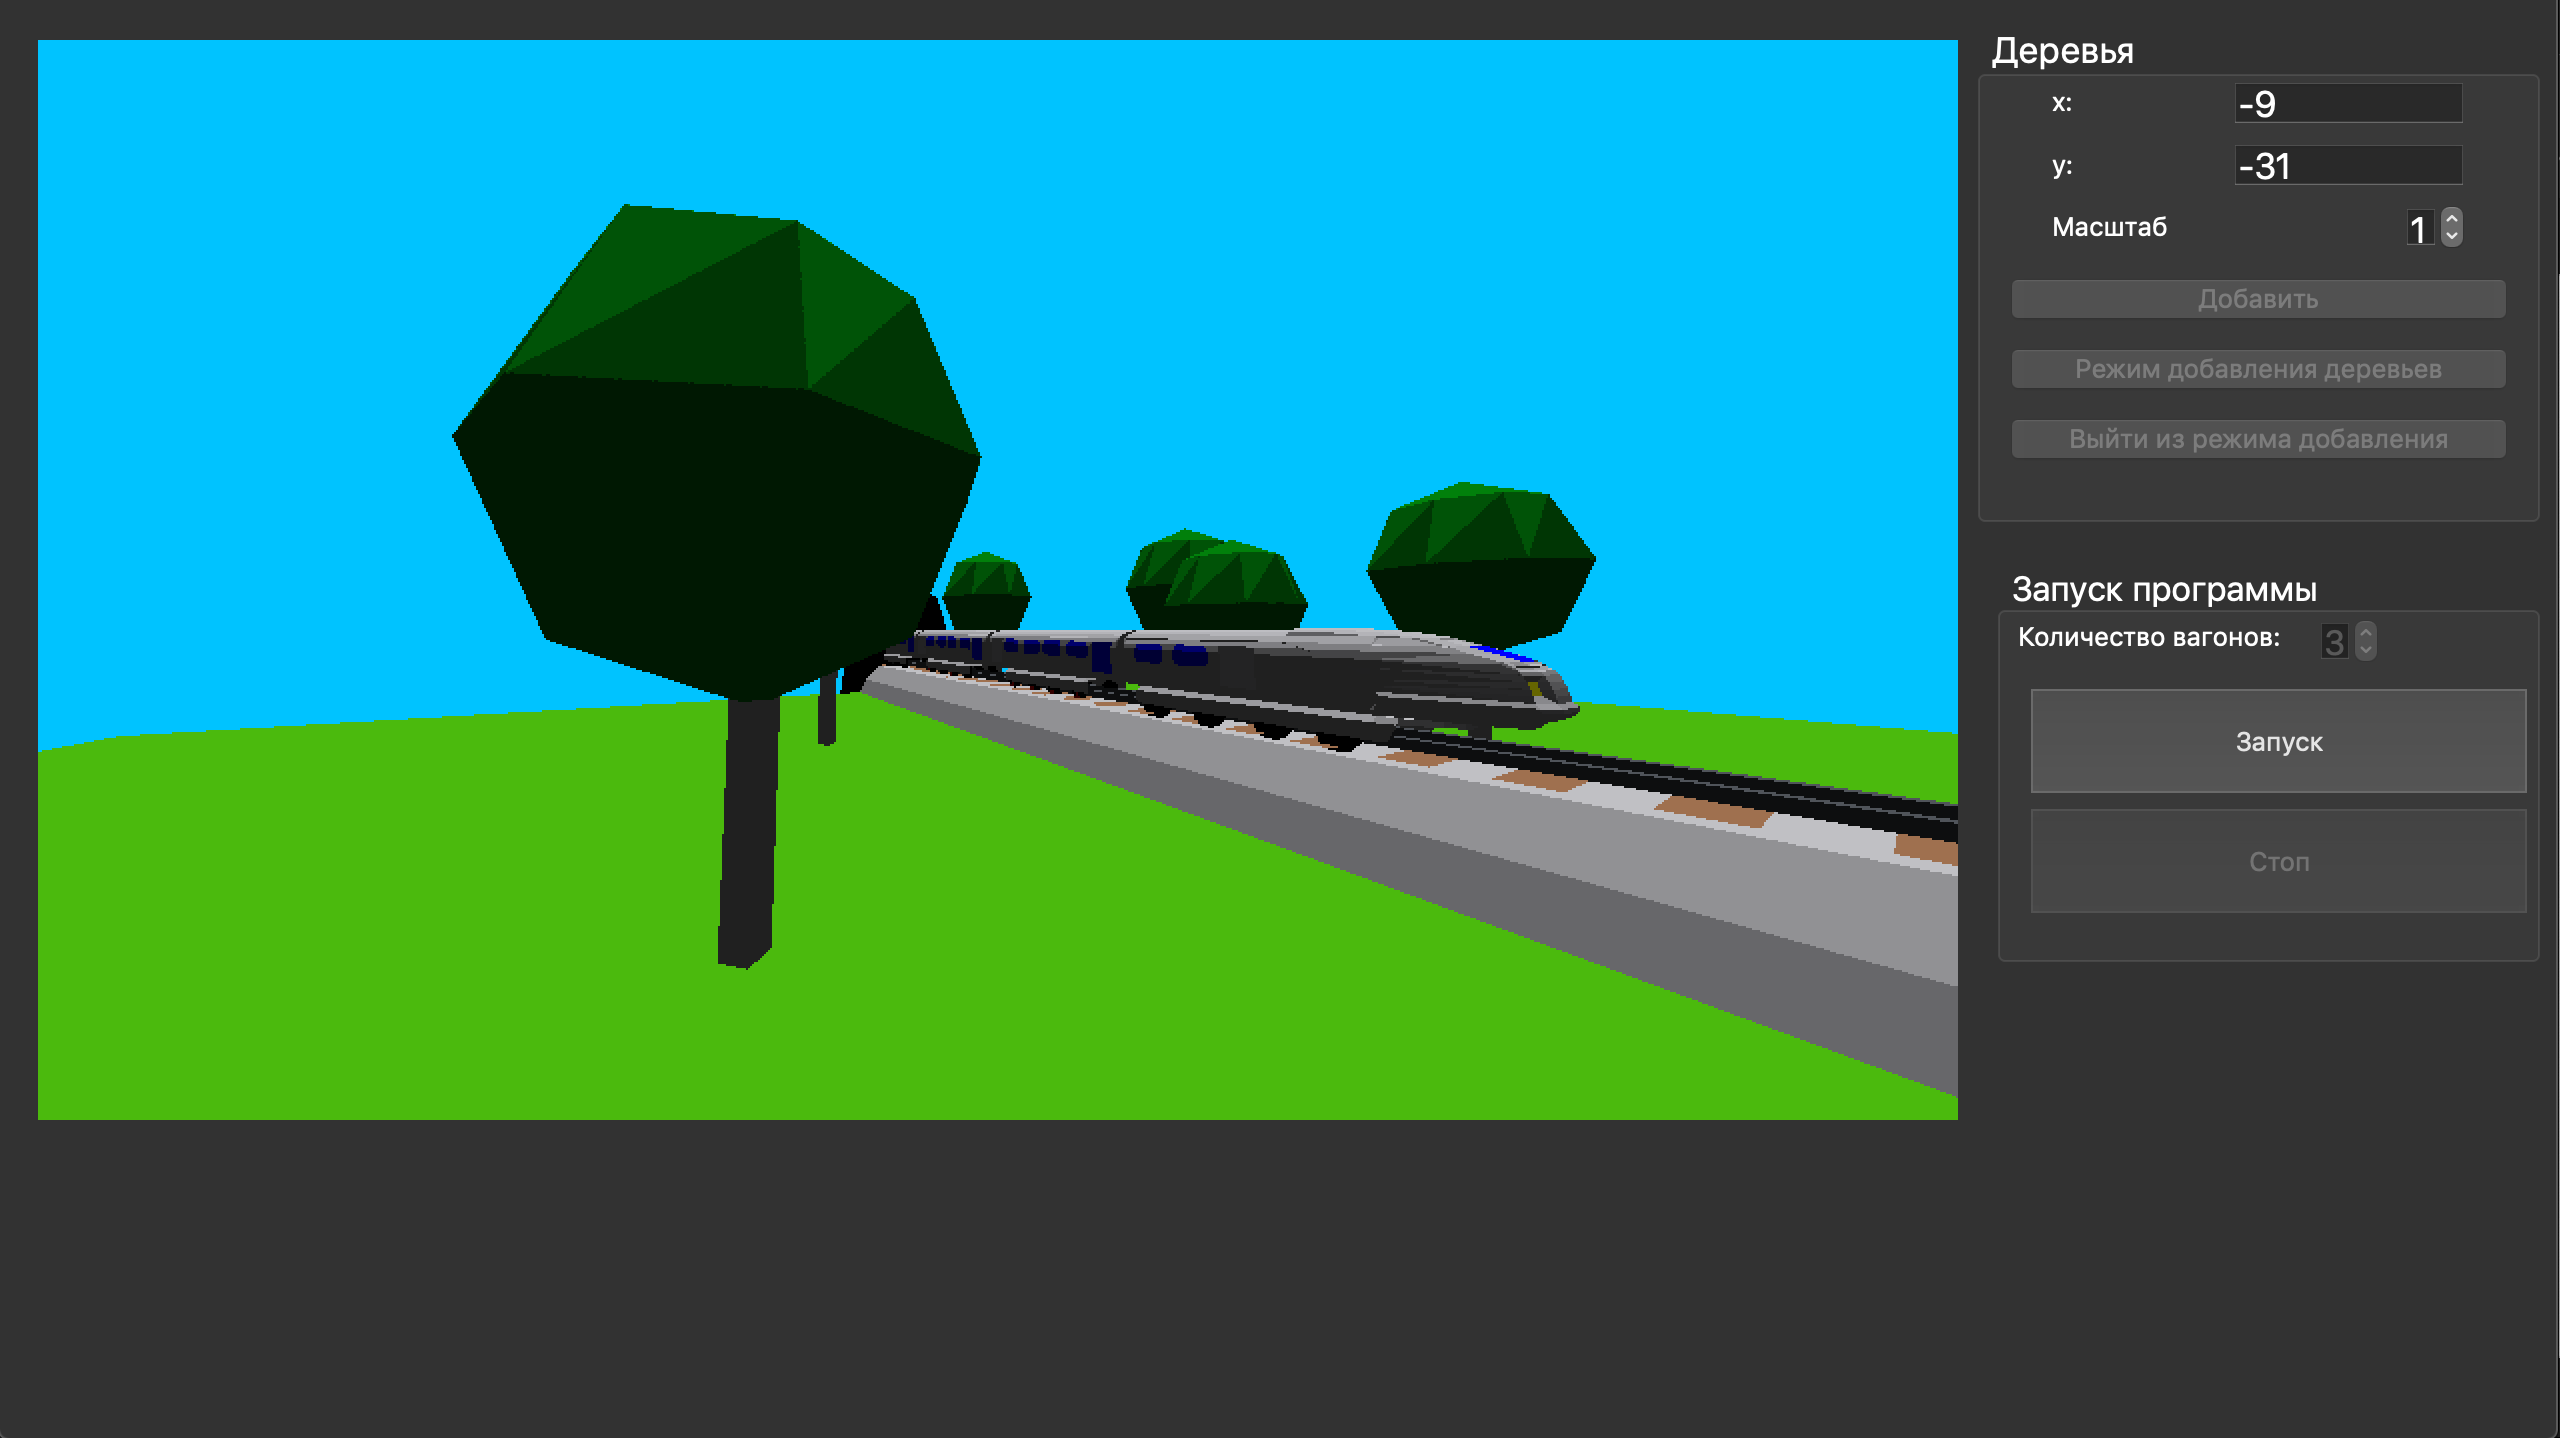 Деревья
x: -9
y: -31
Масштаб 1
Добавить
Режим добавления деревьев
Выйти из режима добавления
Запуск программы
Количество вагонов: 3
Запуск
Стоп